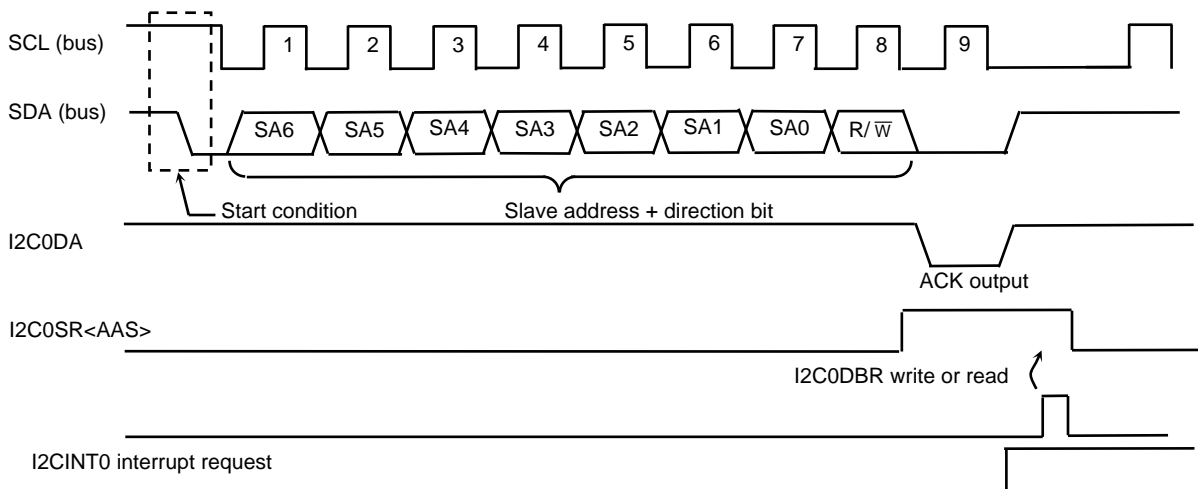 SCL (bus)
1 2 3 4 5 6 7 8 9
SDA (bus)
SA6 SA5 SA4 SA3 SA2 SA1 SA0 R/W̅
Start condition
Slave address + direction bit
I2C0DA
ACK output
I2C0SR<AAS>
I2C0DBR write or read
I2CINT0 interrupt request